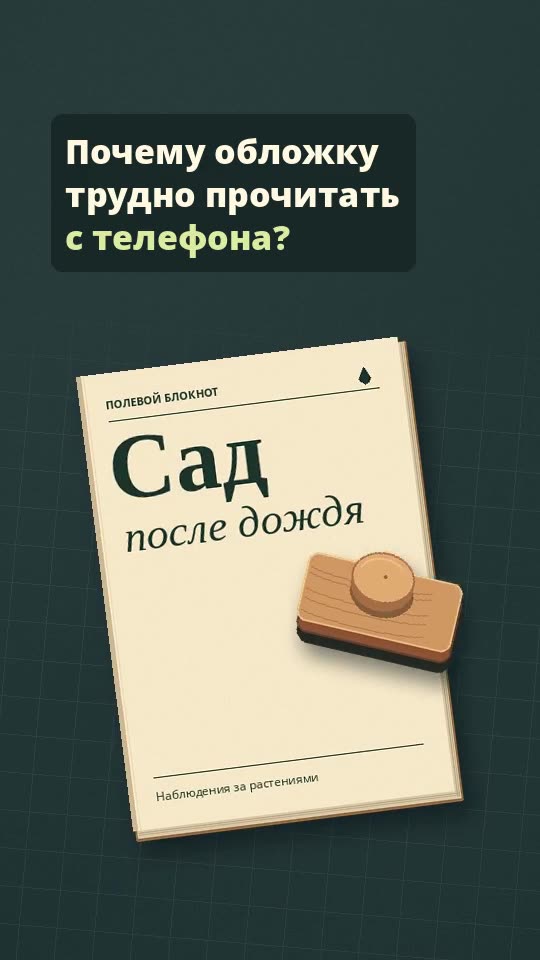 Почему обложку
трудно прочитать
с телефона?
ПОЛЕВОЙ БЛОКНОТ
Сад
после дождя
Наблюдения за растениями